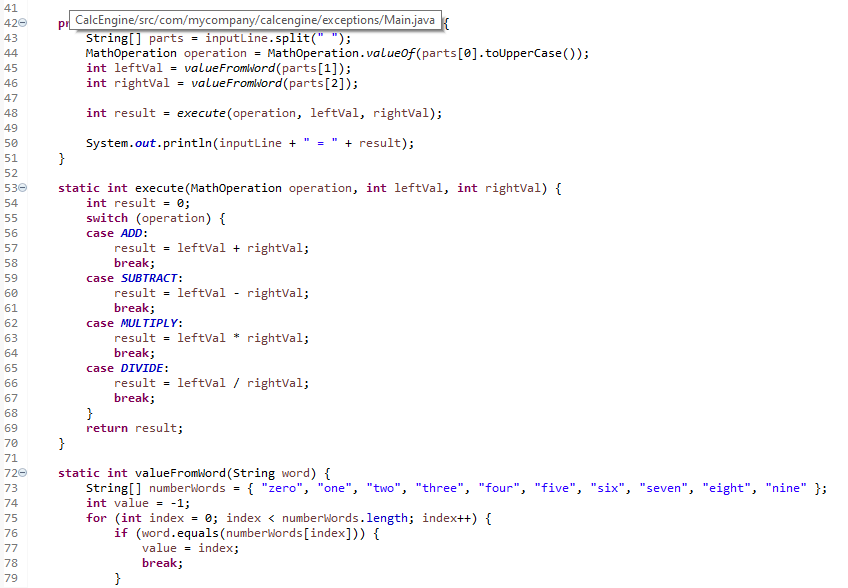 41
CalcEngine/src/com/mycompany/calcengine/exceptions/Main.java
42 {
43 String[] parts = inputLine.split(" ");
44 MathOperation operation = MathOperation.valueOf(parts[0].toUpperCase());
45 int leftVal = valueFromWord(parts[1]);
46 int rightVal = valueFromWord(parts[2]);
47
48 int result = execute(operation, leftVal, rightVal);
49
50 System.out.println(inputLine + " = " + result);
51 }
52
53 static int execute(MathOperation operation, int leftVal, int rightVal) {
54 int result = 0;
55 switch (operation) {
56 case ADD:
57 result = leftVal + rightVal;
58 break;
59 case SUBTRACT:
60 result = leftVal - rightVal;
61 break;
62 case MULTIPLY:
63 result = leftVal * rightVal;
64 break;
65 case DIVIDE:
66 result = leftVal / rightVal;
67 break;
68 }
69 return result;
70 }
71
72 static int valueFromWord(String word) {
73 String[] numberWords = { "zero", "one", "two", "three", "four", "five", "six", "seven", "eight", "nine" };
74 int value = -1;
75 for (int index = 0; index < numberWords.length; index++) {
76 if (word.equals(numberWords[index])) {
77 value = index;
78 break;
79 }